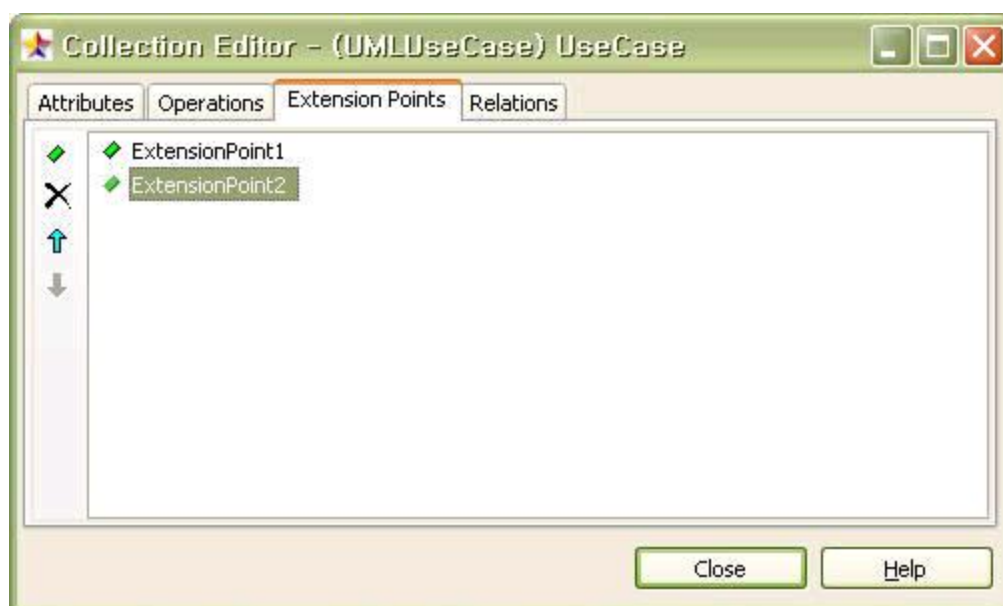 Collection Editor - (UMLUseCase) UseCase
Attributes Operations Extension Points Relations
ExtensionPoint1
ExtensionPoint2
Close Help